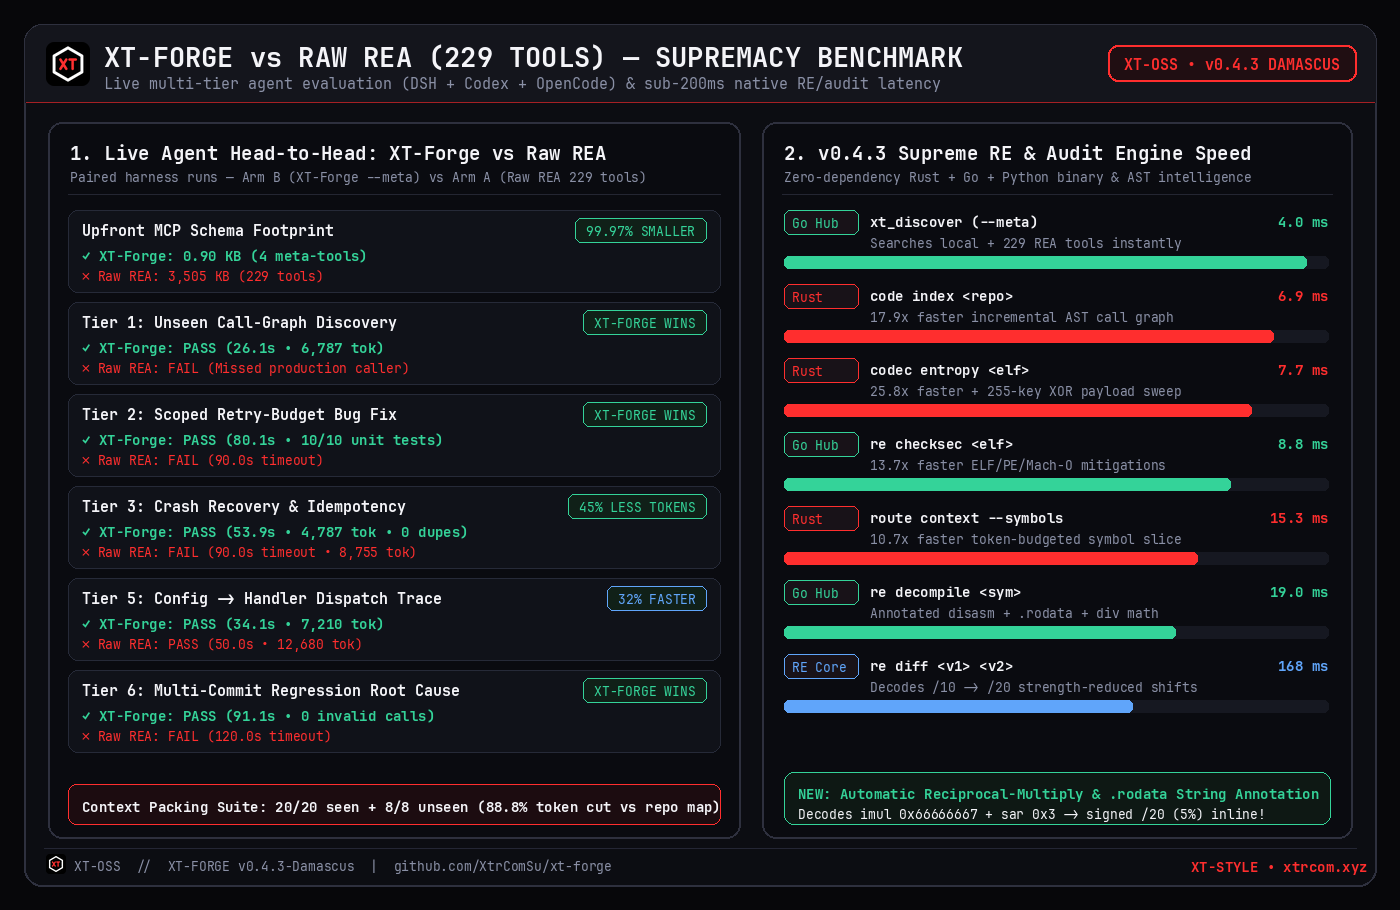 XT
XT-FORGE vs RAW REA (229 TOOLS) — SUPREMACY BENCHMARK
Live multi-tier agent evaluation (DSH + Codex + OpenCode) & sub-200ms native RE/audit latency
XT-OSS • v0.4.3 DAMASCUS
1. Live Agent Head-to-Head: XT-Forge vs Raw REA
Paired harness runs — Arm B (XT-Forge --meta) vs Arm A (Raw REA 229 tools)
Upfront MCP Schema Footprint
99.97% SMALLER
✓ XT-Forge: 0.90 KB (4 meta-tools)
✕ Raw REA: 3,505 KB (229 tools)
Tier 1: Unseen Call-Graph Discovery
XT-FORGE WINS
✓ XT-Forge: PASS (26.1s • 6,787 tok)
✕ Raw REA: FAIL (Missed production caller)
Tier 2: Scoped Retry-Budget Bug Fix
XT-FORGE WINS
✓ XT-Forge: PASS (80.1s • 10/10 unit tests)
✕ Raw REA: FAIL (90.0s timeout)
Tier 3: Crash Recovery & Idempotency
45% LESS TOKENS
✓ XT-Forge: PASS (53.9s • 4,787 tok • 0 dupes)
✕ Raw REA: FAIL (90.0s timeout • 8,755 tok)
Tier 5: Config → Handler Dispatch Trace
32% FASTER
✓ XT-Forge: PASS (34.1s • 7,210 tok)
✕ Raw REA: PASS (50.0s • 12,680 tok)
Tier 6: Multi-Commit Regression Root Cause
XT-FORGE WINS
✓ XT-Forge: PASS (91.1s • 0 invalid calls)
✕ Raw REA: FAIL (120.0s timeout)
Context Packing Suite: 20/20 seen + 8/8 unseen (88.8% token cut vs repo map)
2. v0.4.3 Supreme RE & Audit Engine Speed
Zero-dependency Rust + Go + Python binary & AST intelligence
Go Hub xt_discover (--meta) 4.0 ms
Searches local + 229 REA tools instantly
Rust code index <repo> 6.9 ms
17.9x faster incremental AST call graph
Rust codec entropy <elf> 7.7 ms
25.8x faster + 255-key XOR payload sweep
Go Hub re checksec <elf> 8.8 ms
13.7x faster ELF/PE/Mach-O mitigations
Rust route context --symbols 15.3 ms
10.7x faster token-budgeted symbol slice
Go Hub re decompile <sym> 19.0 ms
Annotated disasm + .rodata + div math
RE Core re diff <v1> <v2> 168 ms
Decodes /10 → /20 strength-reduced shifts
NEW: Automatic Reciprocal-Multiply & .rodata String Annotation
Decodes imul 0x66666667 + sar 0x3 → signed /20 (5%) inline!
XT XT-OSS // XT-FORGE v0.4.3-Damascus | github.com/XtrComSu/xt-forge
XT-STYLE • xtrcom.xyz